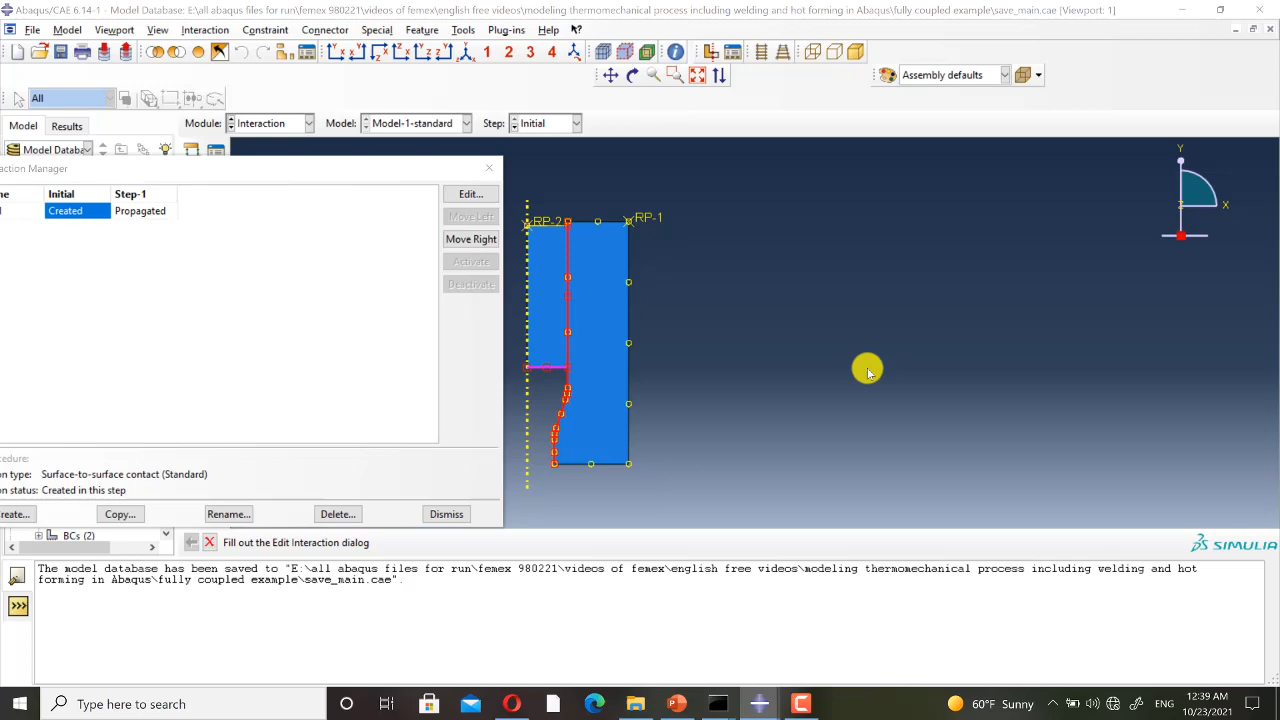 Abaqus/CAE 6.14-1 - Model Database: E:\all abaqus files for run\femex 980221\videos of femex\english free videos\modeling thermomechanical process including welding and hot forming in Abaqus\fully coupled example\save_main.cae [Viewport: 1]
File Model Viewport View Interaction Constraint Connector Special Feature Tools Plug-ins Help
1 2 3 4
Assembly defaults
All
Model Results Module: Interaction Model: Model-1-standard Step: Initial
Model Databa
action Manager
ne Initial Step-1 Edit...
Created Propagated
Move Left
Move Right
Activate
Deactivate
RP-2 RP-1
Y
X
Z
cedure:
on type: Surface-to-surface contact (Standard)
on status: Created in this step
reate... Copy... Rename... Delete... Dismiss
BCs (2)
Fill out the Edit Interaction dialog
SIMULIA
The model database has been saved to "E:\all abaqus files for run\femex 980221\videos of femex\english free videos\modeling thermomechanical process including welding and hot
forming in Abaqus\fully coupled example\save_main.cae".
>>>
Type here to search
60°F Sunny
ENG
12:39 AM
10/23/2021